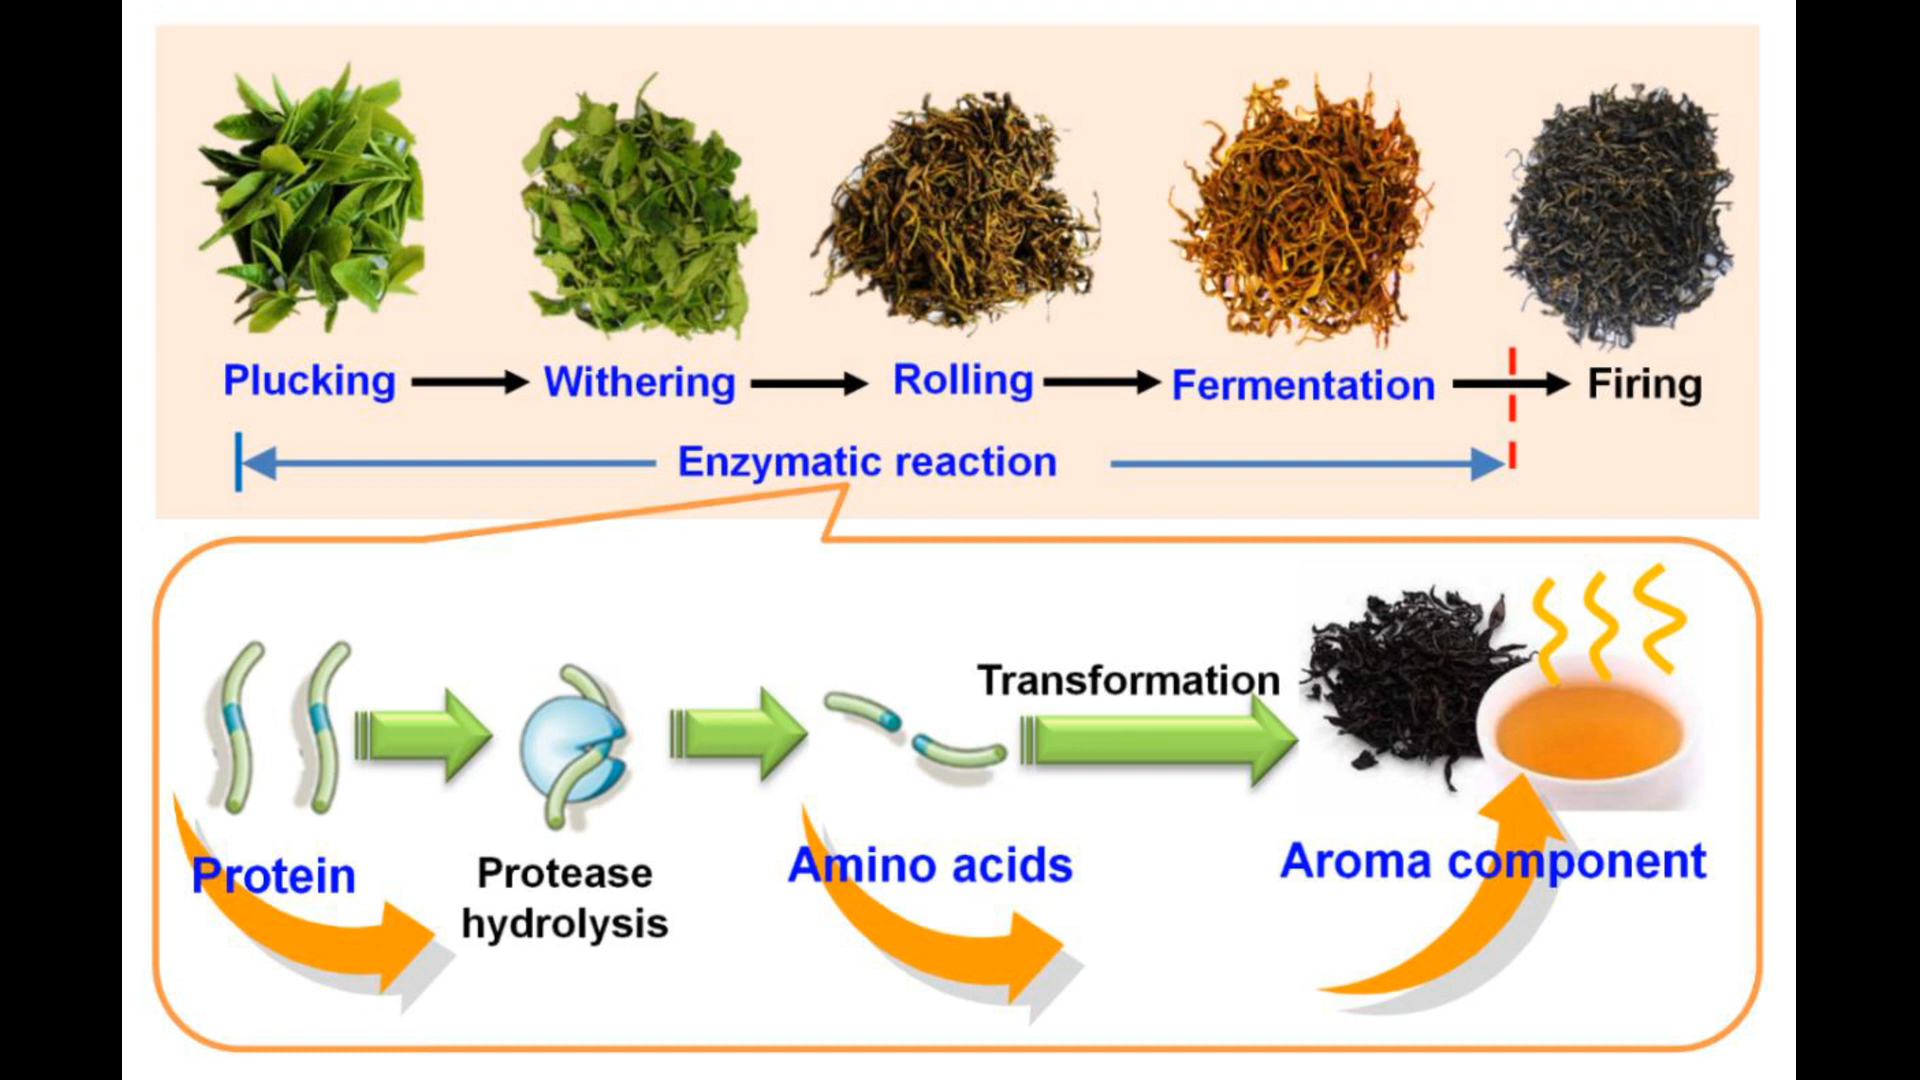 Plucking
Withering
Rolling
Fermentation
Firing
Enzymatic reaction
Transformation
Protein
Protease
hydrolysis
Amino acids
Aroma component